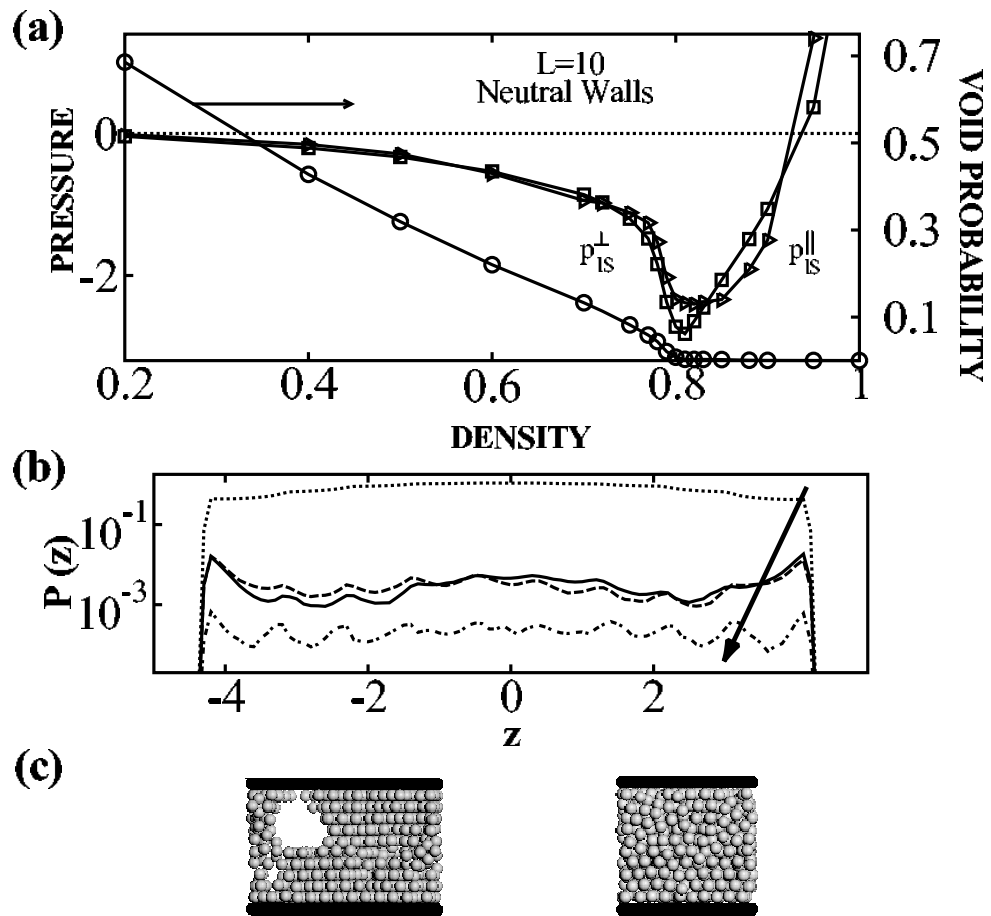 (a)
L=10
Neutral Walls
PRESSURE
0
-2
p⊥IS
p||IS
0.7
0.5
0.3
0.1
VOID PROBABILITY
0.2
0.4
0.6
0.8
1
DENSITY
(b)
P (z)
10-1
10-3
-4
-2
0
2
z
(c)